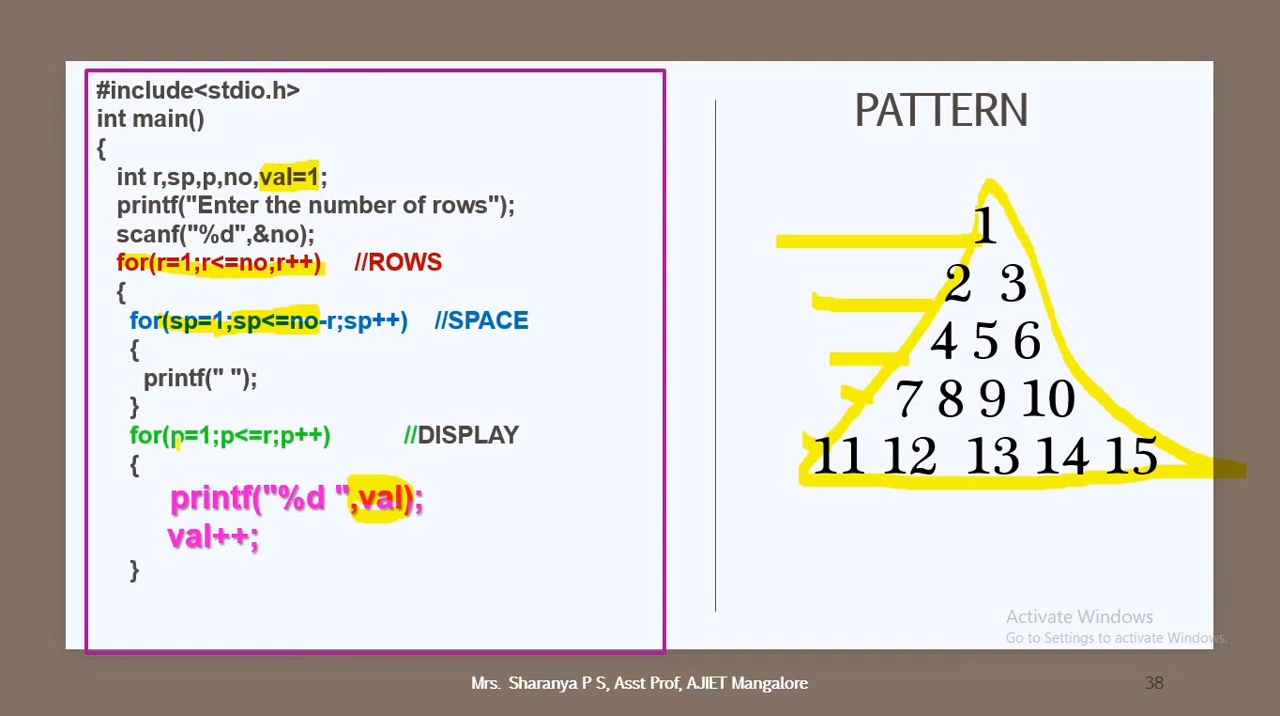 #include<stdio.h>
int main()
{
int r,sp,p,no,val=1;
printf("Enter the number of rows");
scanf("%d",&no);
for(r=1;r<=no;r++) //ROWS
{
for(sp=1;sp<=no-r;sp++) //SPACE
{
printf(" ");
}
for(p=1;p<=r;p++) //DISPLAY
{
printf("%d ",val);
val++;
}
PATTERN
1
2 3
4 5 6
7 8 9 10
11 12 13 14 15
Activate Windows
Go to Settings to activate Windows.
Mrs. Sharanya P S, Asst Prof, AJIET Mangalore
38